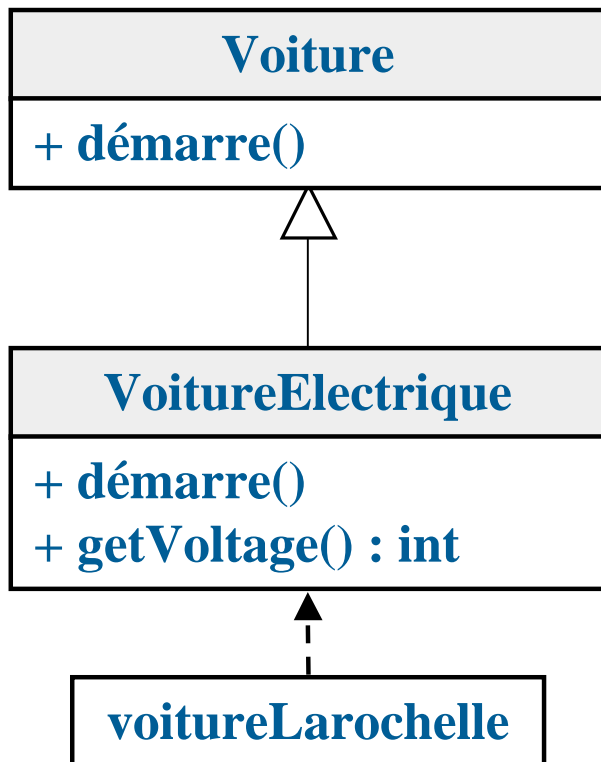 Voiture
+ démarre()
VoitureElectrique
+ démarre()
+ getVoltage() : int
voitureLarochelle